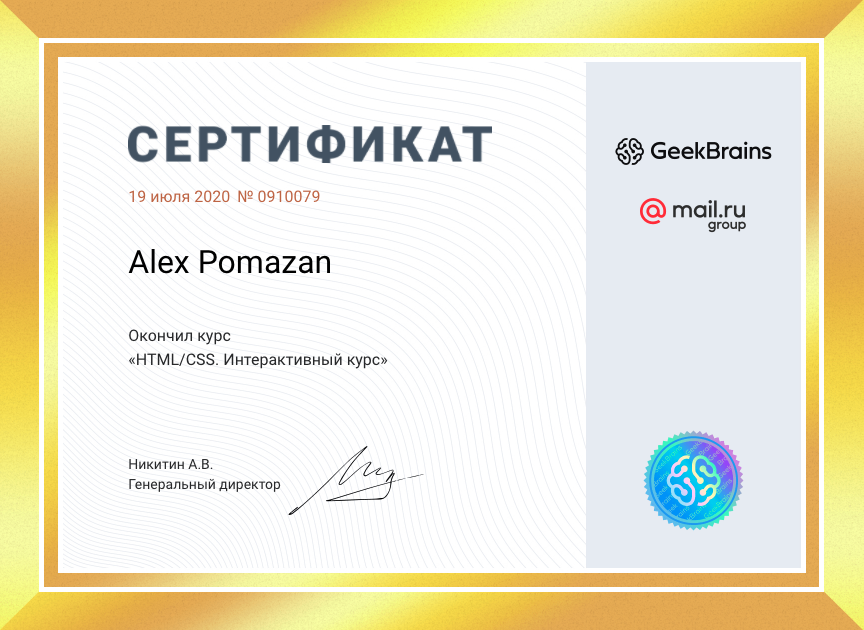 СЕРТИФИКАТ
19 июля 2020 № 0910079
Alex Pomazan
Окончил курс
«HTML/CSS. Интерактивный курс»
Никитин А.В.
Генеральный директор
GeekBrains
@mail.ru
group